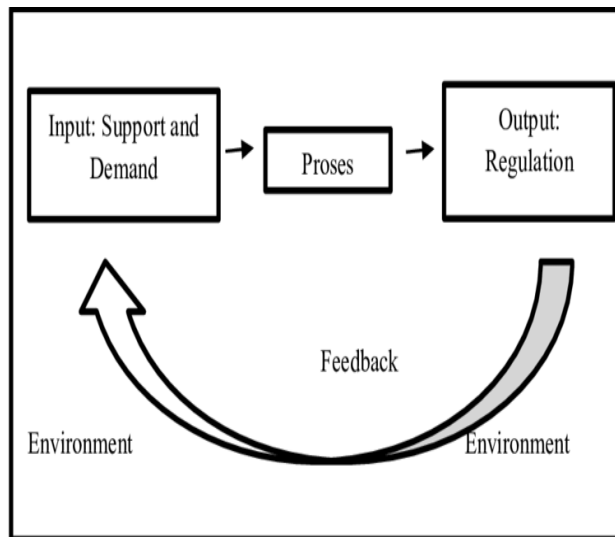 Input: Support and
Demand
Proses
Output:
Regulation
Feedback
Environment
Environment